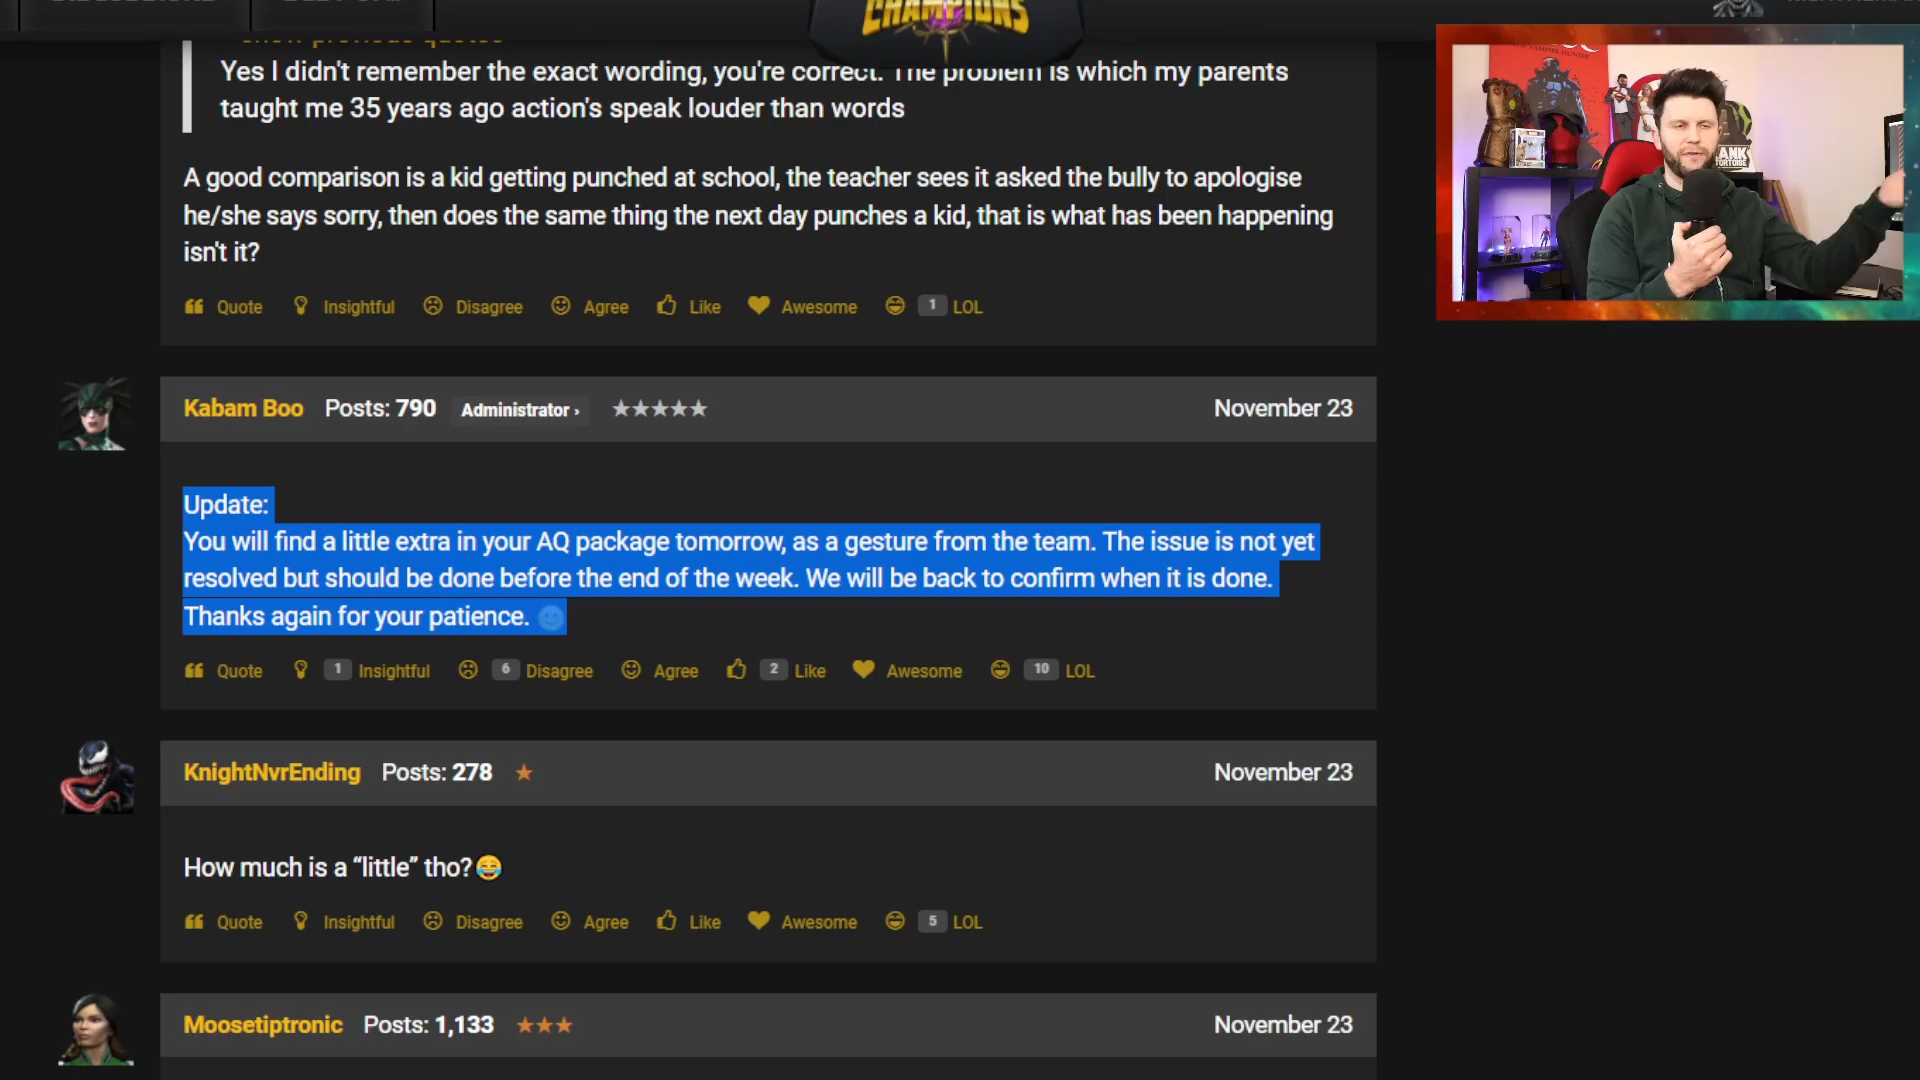 CHAMPIONS
Yes I didn't remember the exact wording, you're correct. The problem is which my parents
taught me 35 years ago action's speak louder than words
A good comparison is a kid getting punched at school, the teacher sees it asked the bully to apologise
he/she says sorry, then does the same thing the next day punches a kid, that is what has been happening
isn't it?
Quote Insightful Disagree Agree Like Awesome 1 LOL
Kabam Boo Posts: 790 Administrator › ★★★★★ November 23
Update:
You will find a little extra in your AQ package tomorrow, as a gesture from the team. The issue is not yet
resolved but should be done before the end of the week. We will be back to confirm when it is done.
Thanks again for your patience.
Quote 1 Insightful 6 Disagree Agree 2 Like Awesome 10 LOL
KnightNvrEnding Posts: 278 ★ November 23
How much is a “little” tho?😂
Quote Insightful Disagree Agree Like Awesome 5 LOL
Moosetiptronic Posts: 1,133 ★★★ November 23